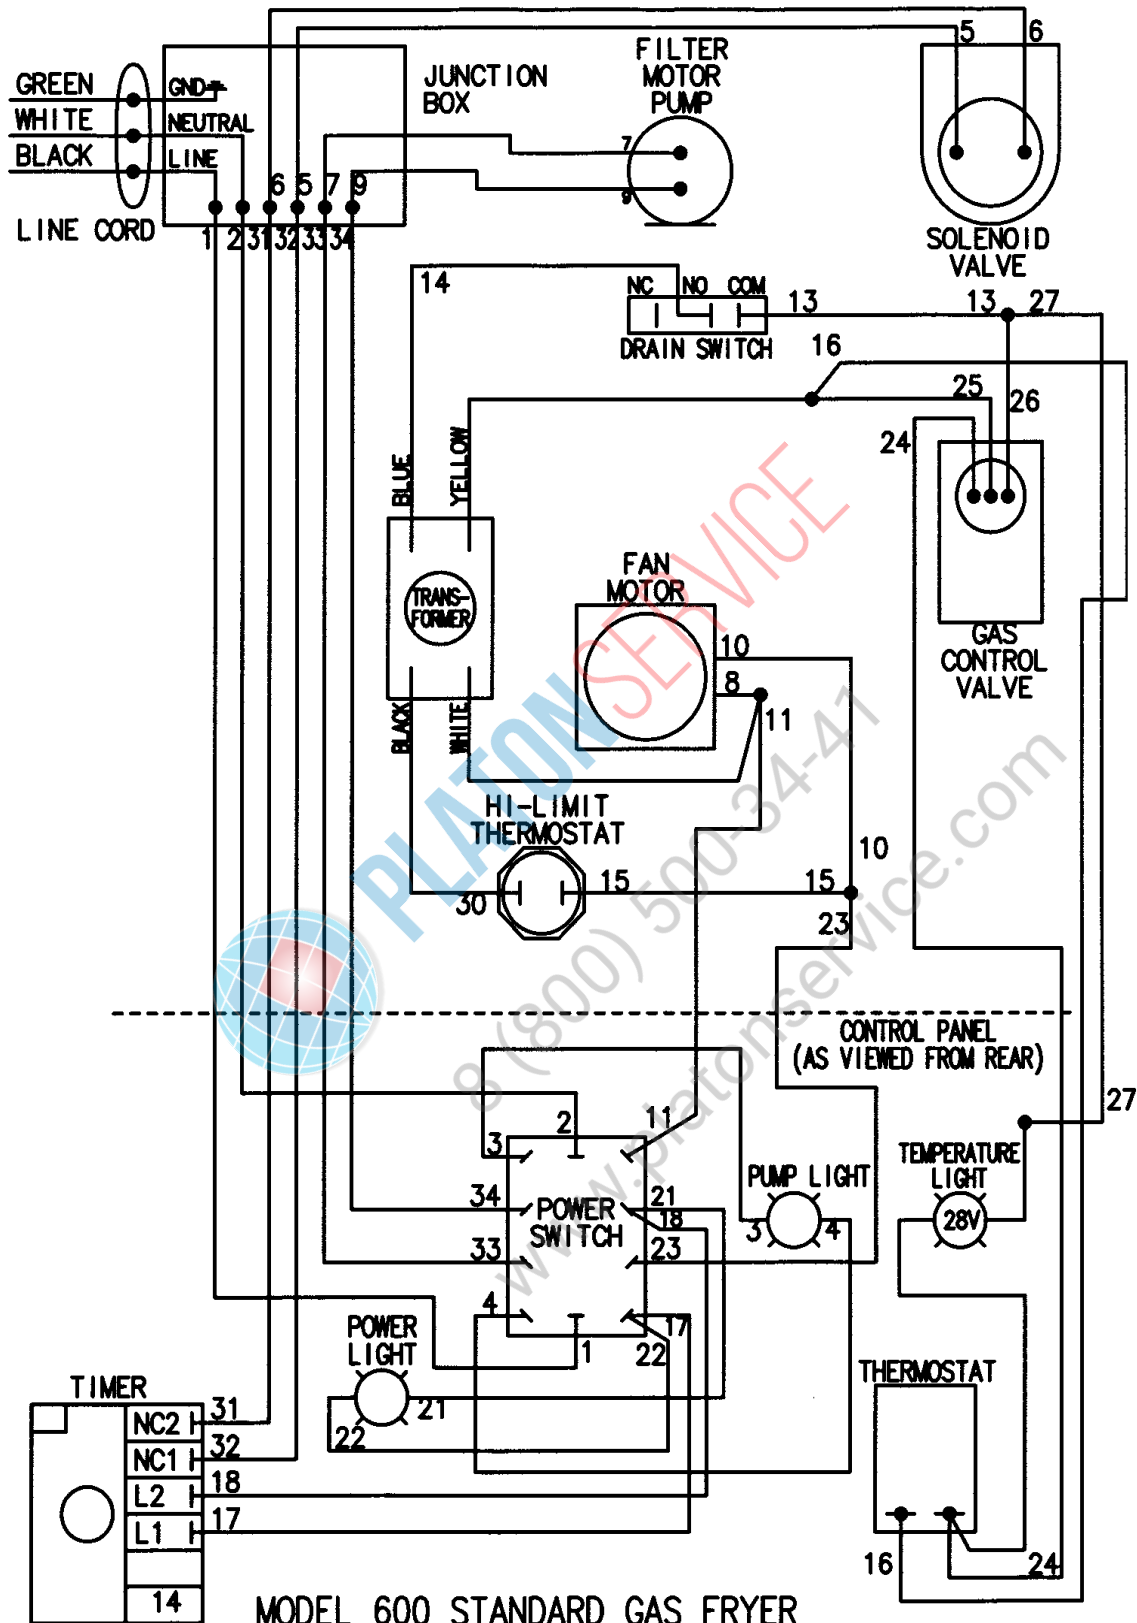 5 6
FILTER
MOTOR
PUMP
JUNCTION
BOX
GREEN GND
WHITE NEUTRAL
BLACK LINE
7
9
6 5 7 9
LINE CORD
1 2 31 32 33 34
SOLENOID
VALVE
14
NC NO COM
13 13 27
DRAIN SWITCH
16
25
26
24
BLUE YELLOW
FAN
MOTOR
TRANS-
FORMER
GAS
CONTROL
VALVE
10
8
11
BLACK WHITE
HI-LIMIT
THERMOSTAT
10
30 15 15
23
PLATONSERVICE
8 (800) 500-34-41
www.platonservice.com
CONTROL PANEL
(AS VIEWED FROM REAR)
27
2 11
3
PUMP LIGHT
TEMPERATURE
LIGHT
34 21
POWER
SWITCH
18
3 4
28V
33 23
4 17
1 22
POWER
LIGHT
21
22
THERMOSTAT
TIMER
NC2 31
NC1 32
L2 18
L1 17
16 24
14
MODEL 600 STANDARD GAS FRYER